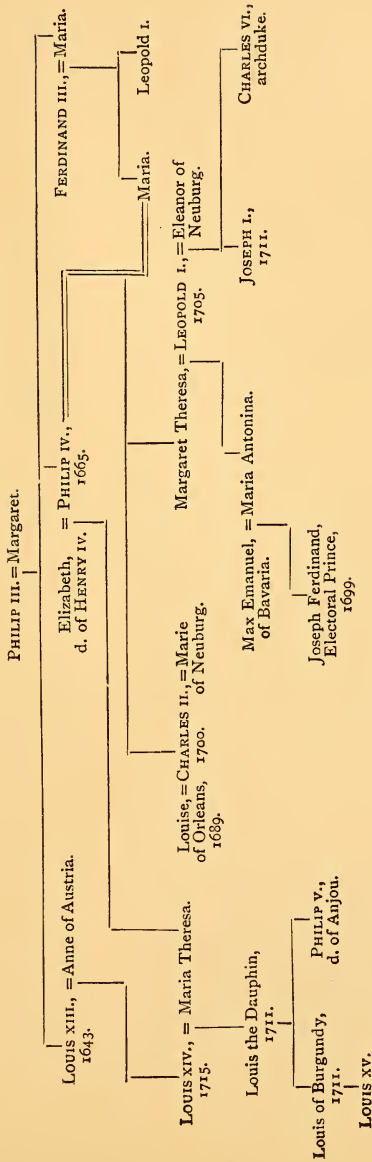 PHILIP III. = Margaret.
LOUIS XIII., = Anne of Austria.
1643.
Elizabeth, = PHILIP IV.,
d. of HENRY IV. 1665.
FERDINAND III., = Maria.
Maria. Leopold I.
LOUIS XIV., = Maria Theresa.
1715.
Louise, = CHARLES II., = Marie
of Orleans, 1700. of Neuburg.
1689.
Margaret Theresa, = LEOPOLD I., = Eleanor of
1705. Neuburg.
Louis the Dauphin,
1711.
Max Emanuel, = Maria Antonina.
of Bavaria.
JOSEPH I.,
1711.
CHARLES VI.,
archduke.
Louis of Burgundy,
1711.
PHILIP V.,
d. of Anjou.
Joseph Ferdinand,
Electoral Prince,
1699.
LOUIS XV.